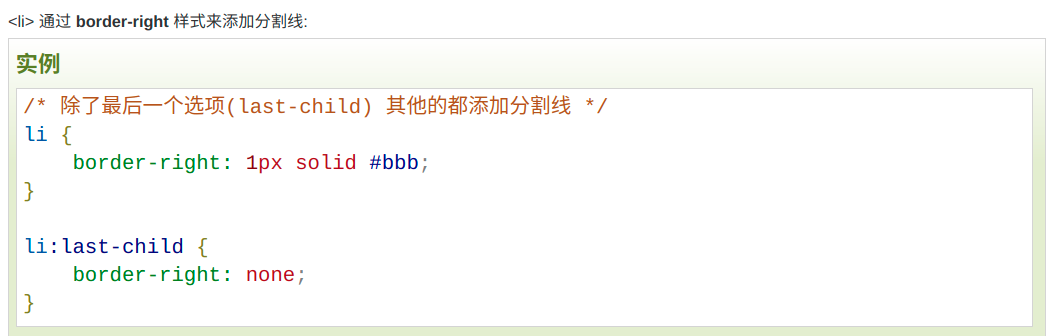 <li> 通过 border-right 样式来添加分割线:
实例
/* 除了最后一个选项(last-child) 其他的都添加分割线 */
li {
    border-right: 1px solid #bbb;
}
li:last-child {
    border-right: none;
}